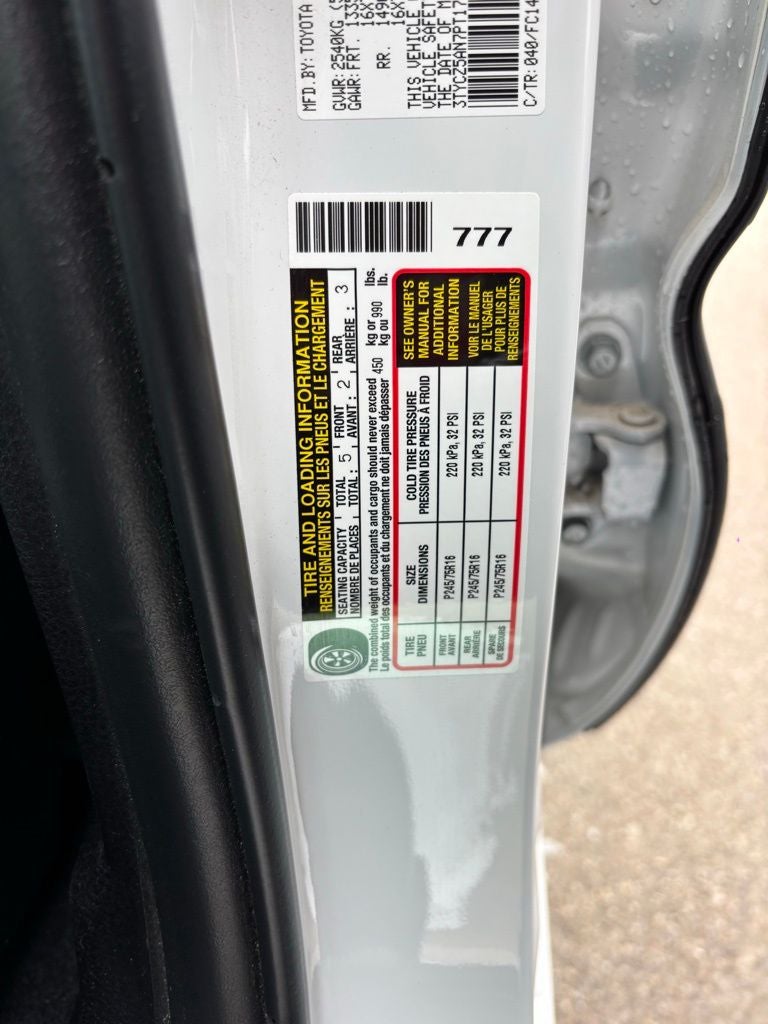 MFD.BY: TOYOTA
GVWR: 2540KG (5
GAWR: FRT. 133
16X
RR. 149
16X
THIS VEHICLE
VEHICLE SAFET
THE DATE OF M
3TYCZ5AN7PT17
C/TR: 040/FC14
777
TIRE AND LOADING INFORMATION
RENSEIGNEMENTS SUR LES PNEUS ET LE CHARGEMENT
SEATING CAPACITY TOTAL 5 FRONT 2 REAR 3
NOMBRE DE PLACES TOTAL : AVANT : ARRIÈRE :
The combined weight of occupants and cargo should never exceed 450 kg or 990 lbs.
Le poids total des occupants et du chargement ne doit jamais dépasser kg ou lb.
TIRE SIZE COLD TIRE PRESSURE
PNEU DIMENSIONS PRESSION DES PNEUS À FROID
FRONT P245/75R16 220 kPa, 32 PSI
AVANT
REAR P245/75R16 220 kPa, 32 PSI
ARRIÈRE
SPARE P245/75R16 220 kPa, 32 PSI
DE SECOURS
SEE OWNER'S
MANUAL FOR
ADDITIONAL
INFORMATION
VOIR LE MANUEL
DE L'USAGER
POUR PLUS DE
RENSEIGNEMENTS